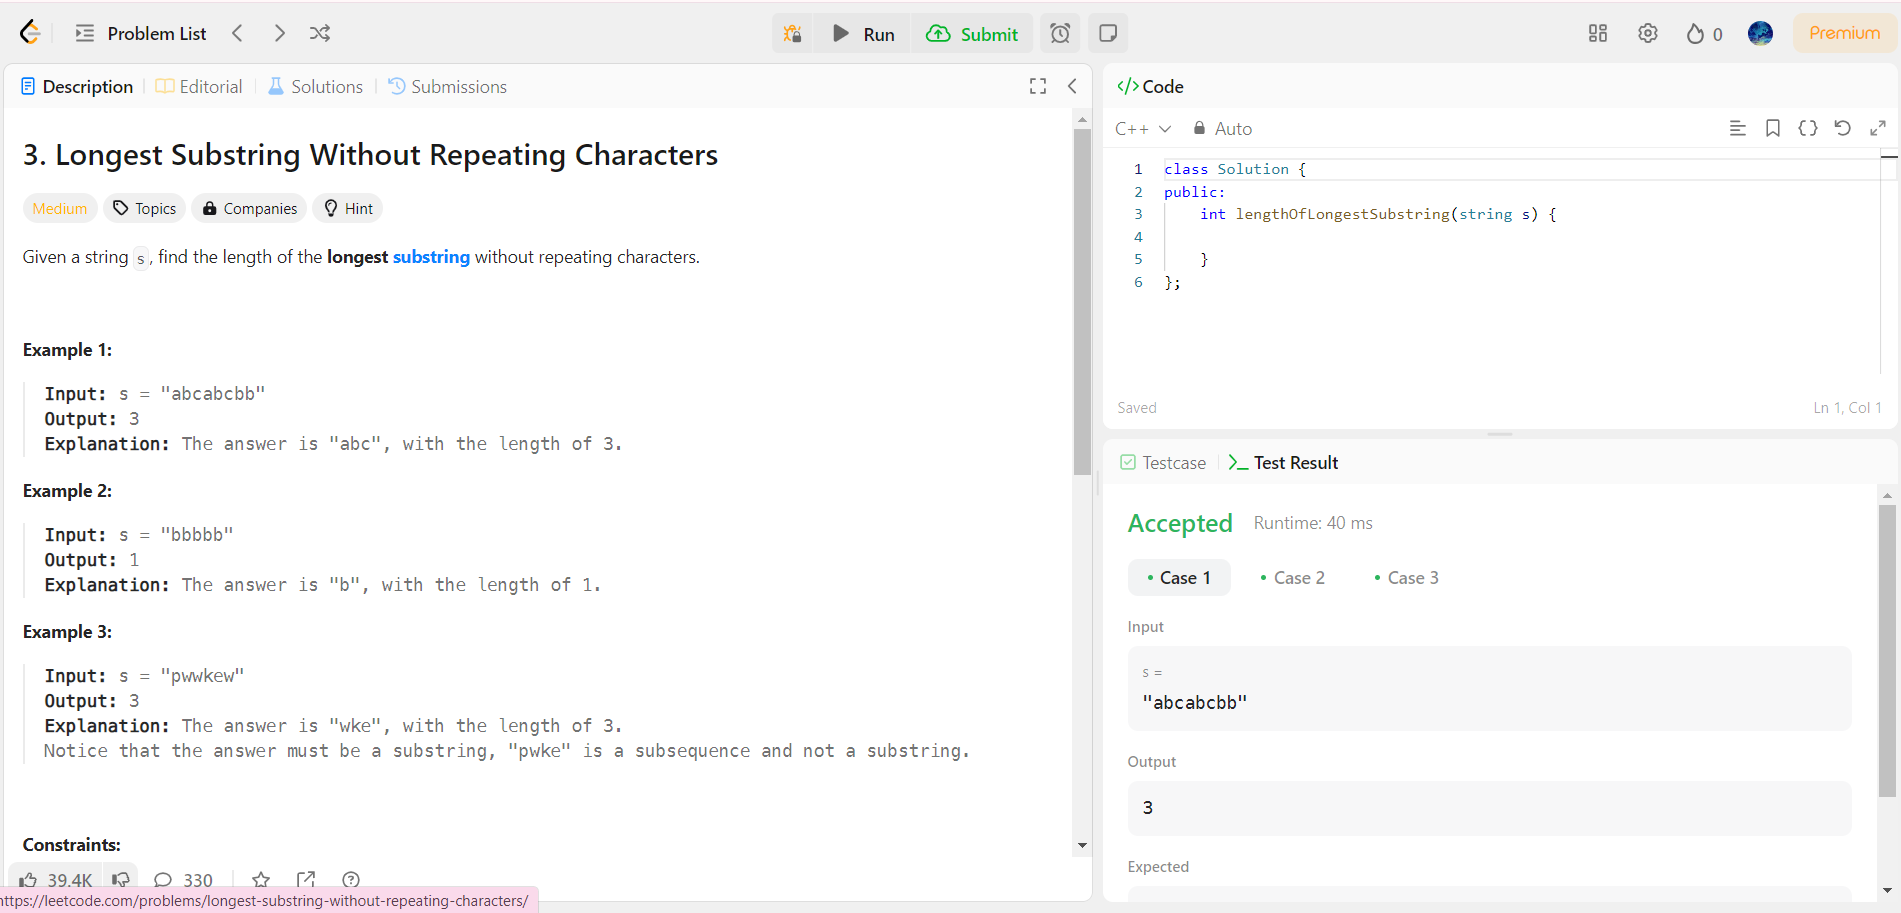 Problem List
Run
Submit
0
Premium
Description
Editorial
Solutions
Submissions
3. Longest Substring Without Repeating Characters
Medium
Topics
Companies
Hint
Given a string s, find the length of the longest substring without repeating characters.
Example 1:
Input: s = "abcabcbb"
Output: 3
Explanation: The answer is "abc", with the length of 3.
Example 2:
Input: s = "bbbbb"
Output: 1
Explanation: The answer is "b", with the length of 1.
Example 3:
Input: s = "pwwkew"
Output: 3
Explanation: The answer is "wke", with the length of 3.
Notice that the answer must be a substring, "pwke" is a subsequence and not a substring.
Constraints:
39.4K
330
https://leetcode.com/problems/longest-substring-without-repeating-characters/
</> Code
C++
Auto
1 class Solution {
2 public:
3 int lengthOfLongestSubstring(string s) {
4
5 }
6 };
Saved
Ln 1, Col 1
Testcase
Test Result
Accepted
Runtime: 40 ms
Case 1
Case 2
Case 3
Input
s =
"abcabcbb"
Output
3
Expected